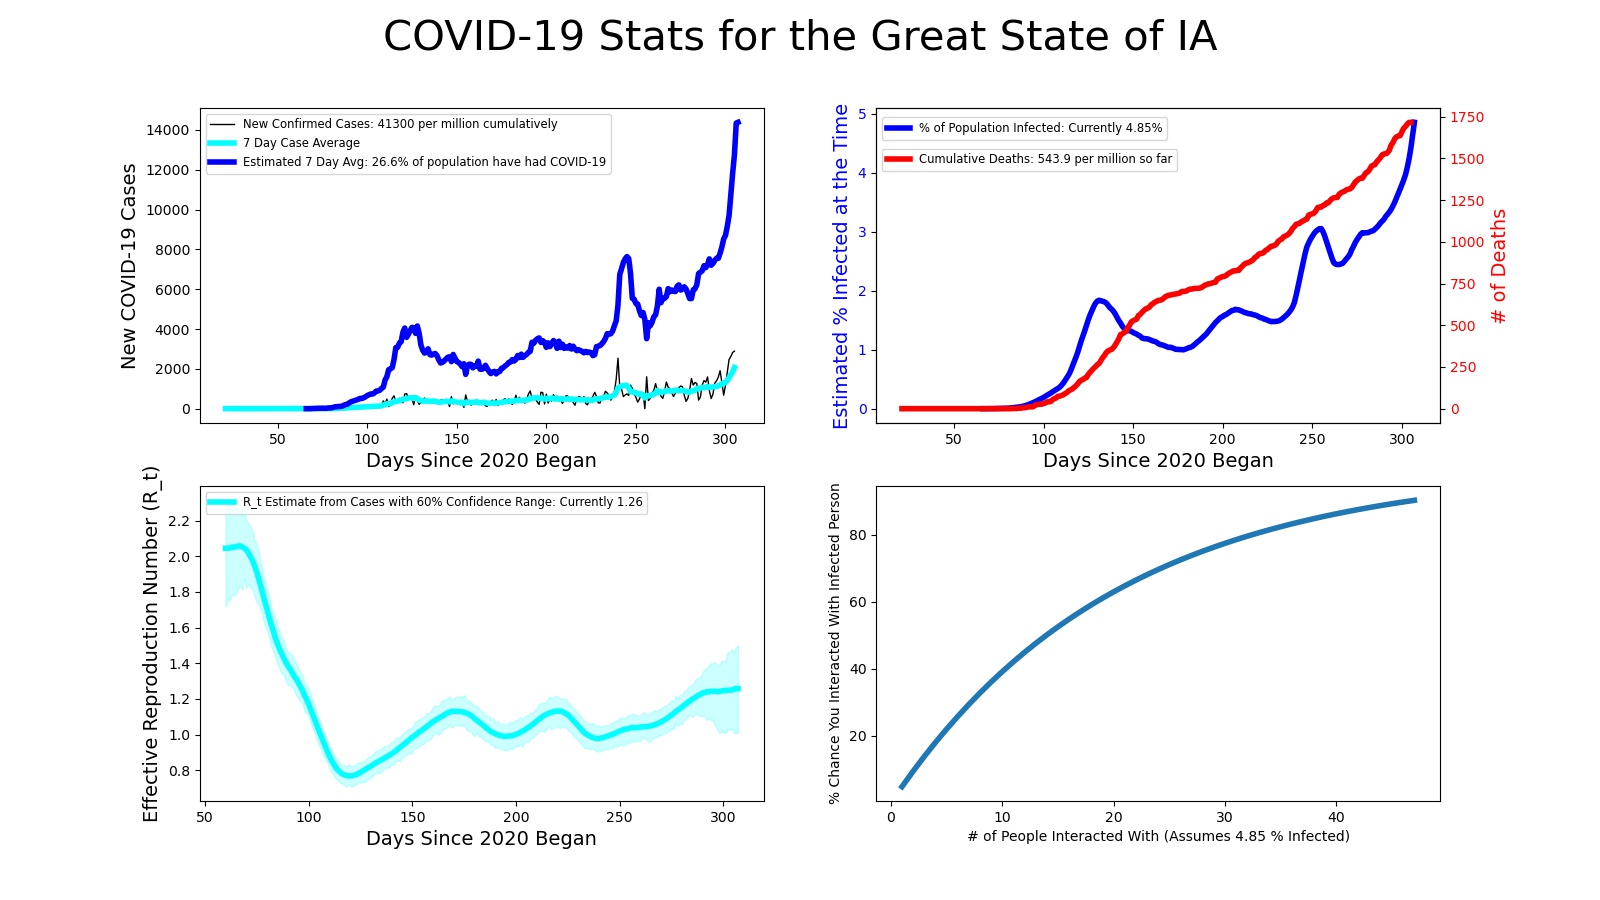 COVID-19 Stats for the Great State of IA
New COVID-19 Cases
14000
12000
10000
8000
6000
4000
2000
0
New Confirmed Cases: 41300 per million cumulatively
7 Day Case Average
Estimated 7 Day Avg: 26.6% of population have had COVID-19
50 100 150 200 250 300
Days Since 2020 Began
Estimated % Infected at the Time
5
4
3
2
1
0
% of Population Infected: Currently 4.85%
Cumulative Deaths: 543.9 per million so far
1750
1500
1250
1000
750
500
250
0
# of Deaths
50 100 150 200 250 300
Days Since 2020 Began
Effective Reproduction Number (R_t)
2.2
2.0
1.8
1.6
1.4
1.2
1.0
0.8
R_t Estimate from Cases with 60% Confidence Range: Currently 1.26
50 100 150 200 250 300
Days Since 2020 Began
% Chance You Interacted With Infected Person
80
60
40
20
0 10 20 30 40
# of People Interacted With (Assumes 4.85 % Infected)